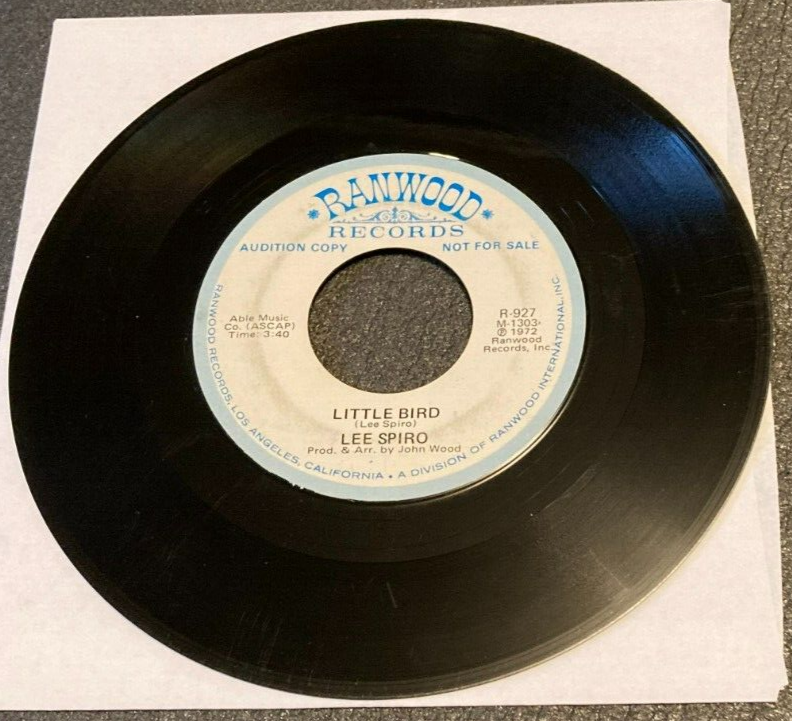 RANWOOD
RECORDS
AUDITION COPY NOT FOR SALE
Able Music
Co. (ASCAP)
Time: 3:40
R-927
M-1303
℗ 1972
Ranwood
Records, Inc.
LITTLE BIRD
(Lee Spiro)
LEE SPIRO
Prod. & Arr. by John Wood
RANWOOD RECORDS, LOS ANGELES, CALIFORNIA • A DIVISION OF RANWOOD INTERNATIONAL, INC.